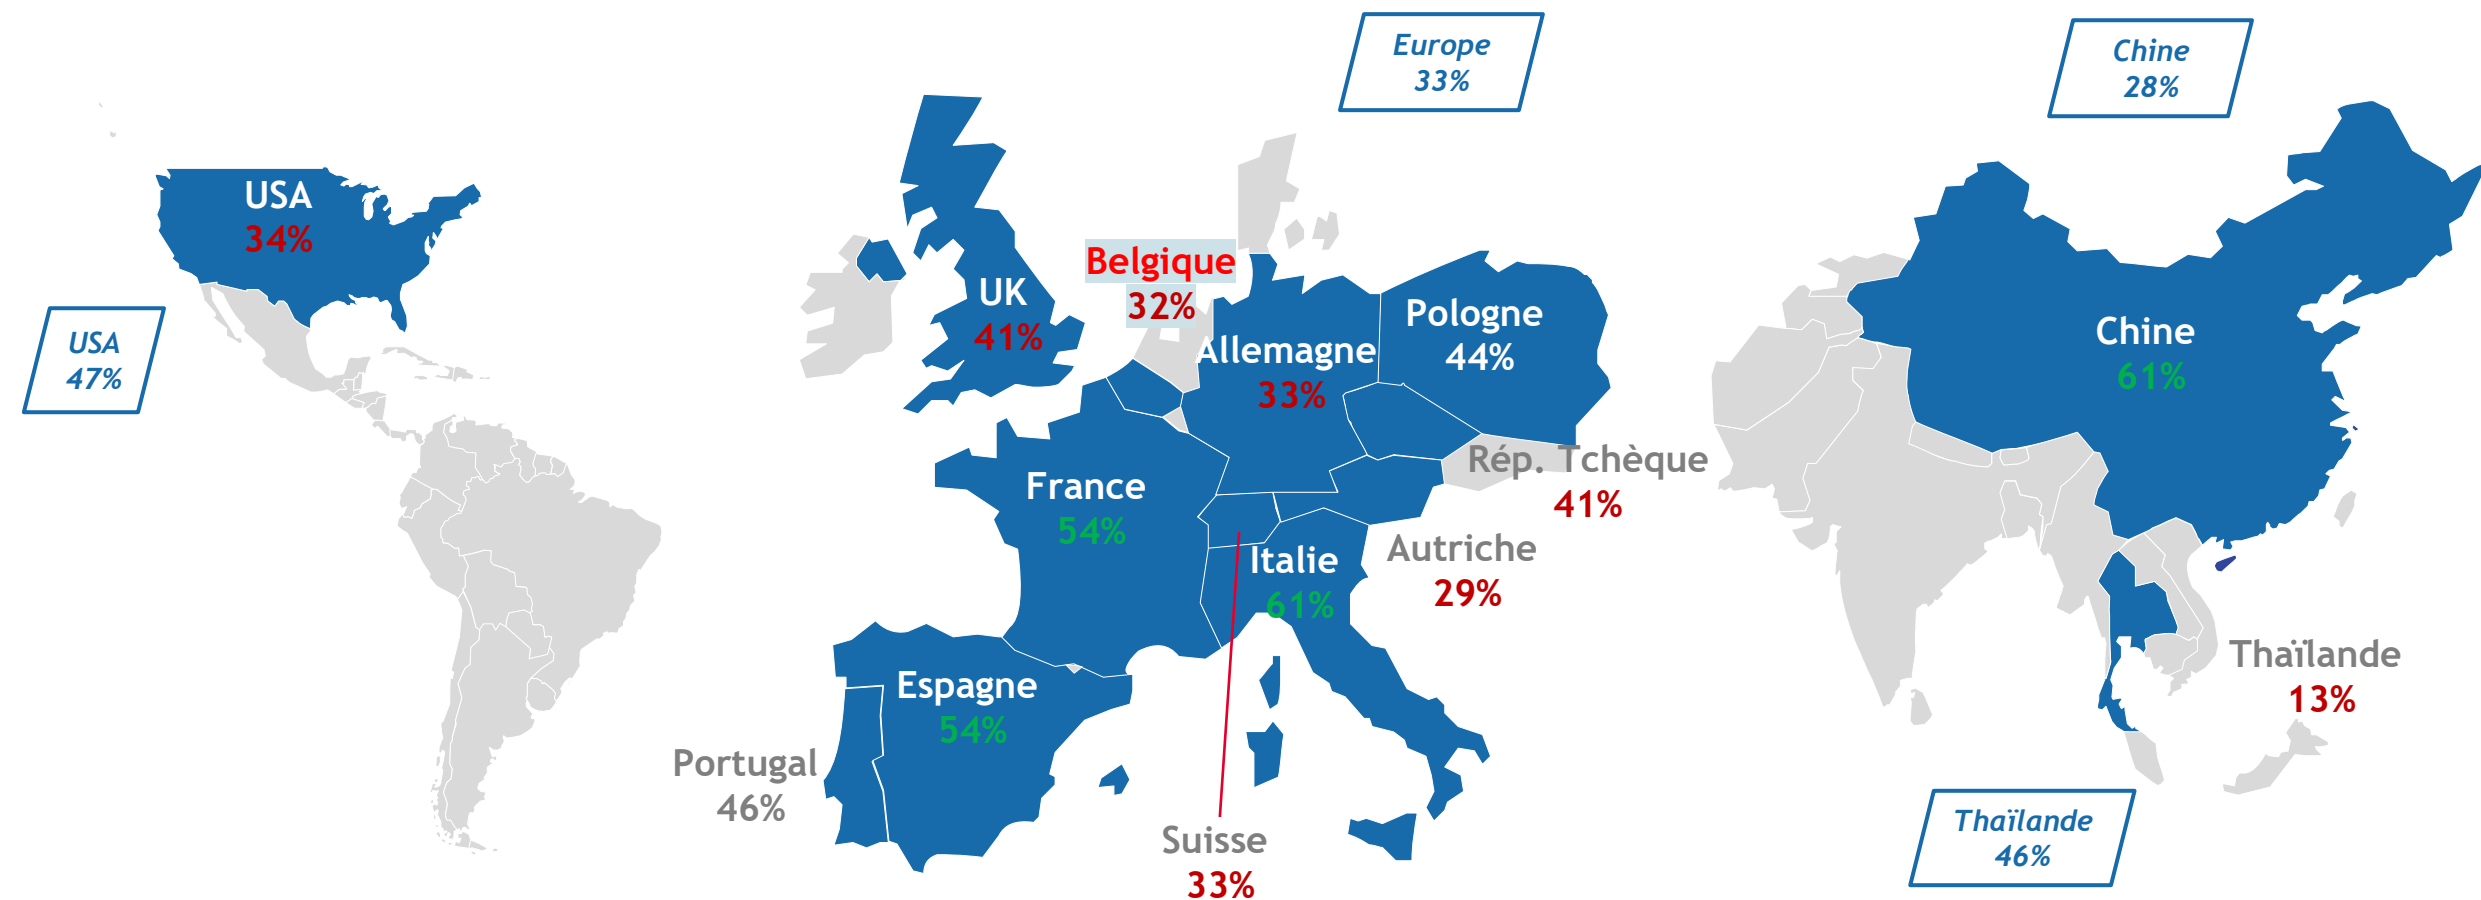 Europe
33%
Chine
28%
USA
34%
Belgique
32%
UK
41%
Pologne
44%
Allemagne
33%
Chine
61%
USA
47%
France
54%
Rép. Tchèque
41%
Autriche
29%
Italie
61%
Espagne
54%
Thaïlande
13%
Portugal
46%
Suisse
33%
Thaïlande
46%